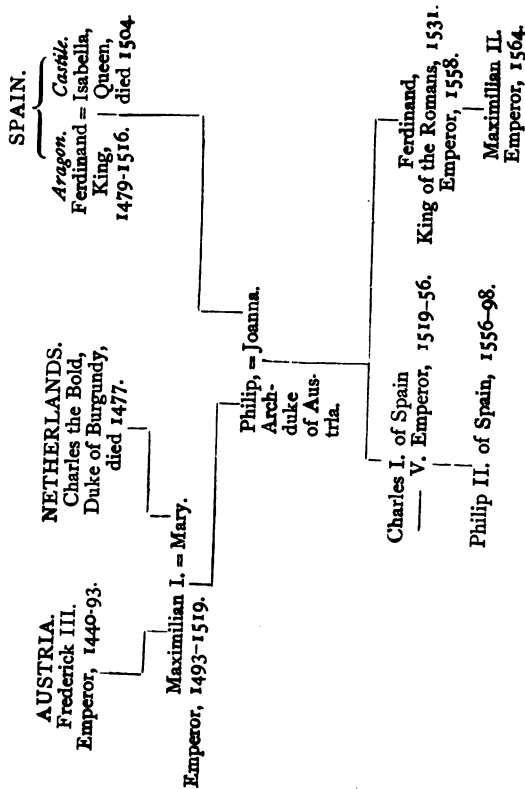 SPAIN.
Aragon. Castile.
Ferdinand = Isabella,
King, Queen,
1479-1516. died 1504.
NETHERLANDS.
Charles the Bold,
Duke of Burgundy,
died 1477.
AUSTRIA.
Frederick III.
Emperor, 1440-93.
Maximilian I. = Mary.
Emperor, 1493-1519.
Philip, = Joanna.
Arch-
duke
of Aus-
tria.
Charles I. of Spain
—— V. Emperor, 1519-56.
Philip II. of Spain, 1556-98.
Ferdinand,
King of the Romans, 1531.
Emperor, 1558.
Maximilian II.
Emperor, 1564.